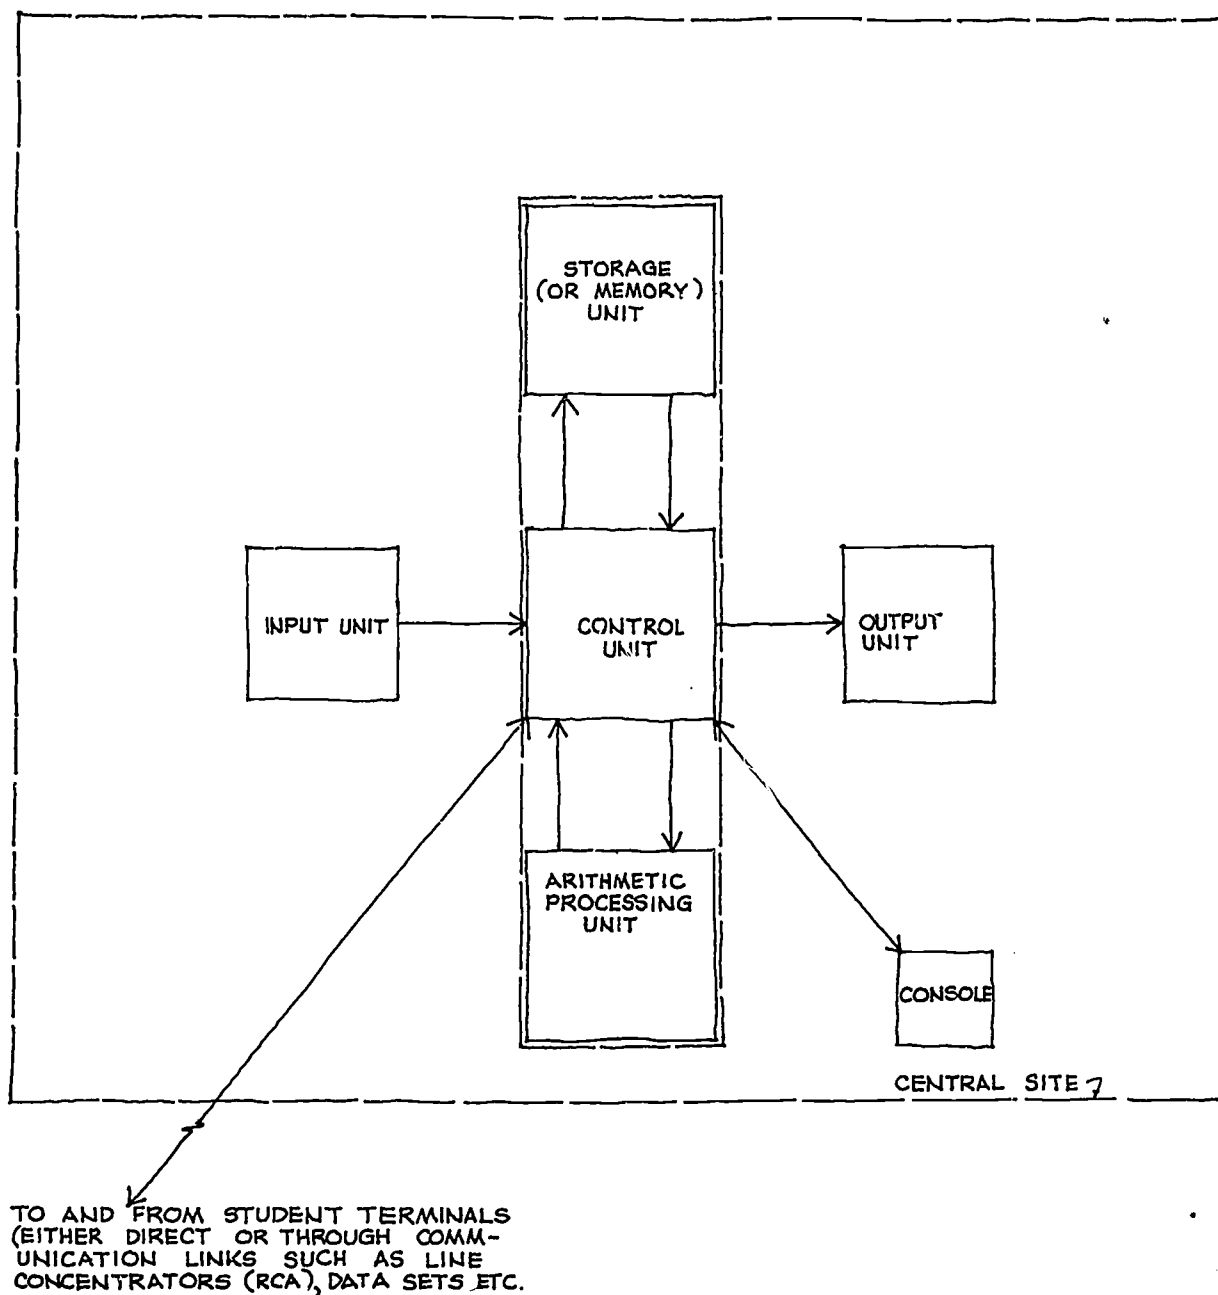 STORAGE
(OR MEMORY)
UNIT
INPUT UNIT
CONTROL
UNIT
OUTPUT
UNIT
ARITHMETIC
PROCESSING
UNIT
CONSOLE
CENTRAL SITE
TO AND FROM STUDENT TERMINALS
(EITHER DIRECT OR THROUGH COMM-
UNICATION LINKS SUCH AS LINE
CONCENTRATORS (RCA), DATA SETS ETC.